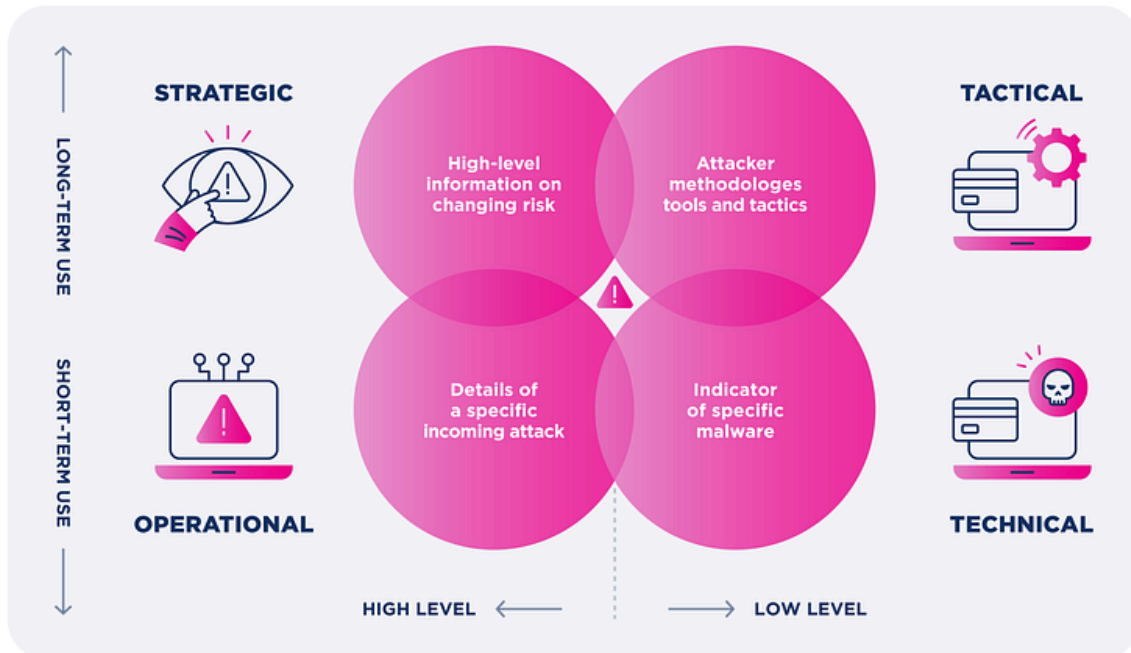 STRATEGIC
TACTICAL
LONG-TERM USE
High-level
information on
changing risk
Attacker
methodologes
tools and tactics
SHORT-TERM USE
Details of
a specific
incoming attack
Indicator
of specific
malware
OPERATIONAL
TECHNICAL
HIGH LEVEL
LOW LEVEL